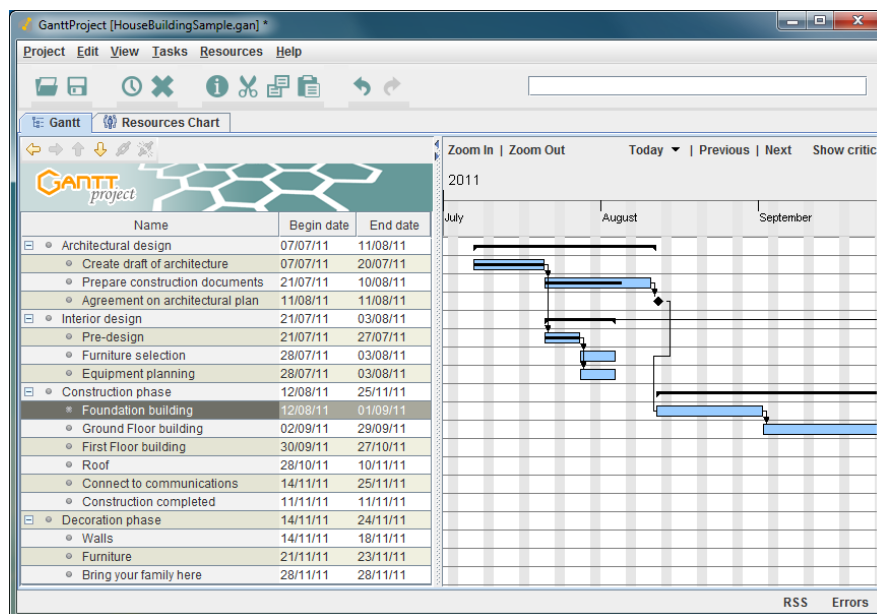 GanttProject [HouseBuildingSample.gan] *
Project Edit View Tasks Resources Help
Gantt Resources Chart
Zoom In | Zoom Out Today | Previous | Next Show critic
GANTT project
2011
July August September
Name Begin date End date
Architectural design 07/07/11 11/08/11
Create draft of architecture 07/07/11 20/07/11
Prepare construction documents 21/07/11 10/08/11
Agreement on architectural plan 11/08/11 11/08/11
Interior design 21/07/11 03/08/11
Pre-design 21/07/11 27/07/11
Furniture selection 28/07/11 03/08/11
Equipment planning 28/07/11 03/08/11
Construction phase 12/08/11 25/11/11
Foundation building 12/08/11 01/09/11
Ground Floor building 02/09/11 29/09/11
First Floor building 30/09/11 27/10/11
Roof 28/10/11 10/11/11
Connect to communications 14/11/11 25/11/11
Construction completed 11/11/11 11/11/11
Decoration phase 14/11/11 24/11/11
Walls 14/11/11 18/11/11
Furniture 21/11/11 23/11/11
Bring your family here 28/11/11 28/11/11
RSS Errors